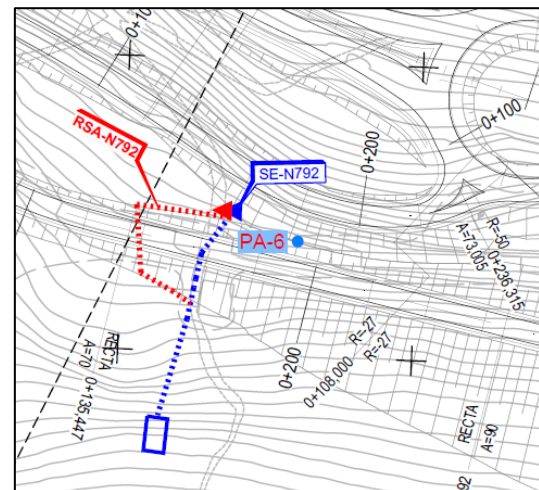 0+10
RSA-N792
SE-N792
0+200
0+100
PA-6
R=-50
A=73,005
0+236,315
RECTA
A=70
0+135,447
0+200
R=-27
0+108,000
R=-27
RECTA
A=90
92